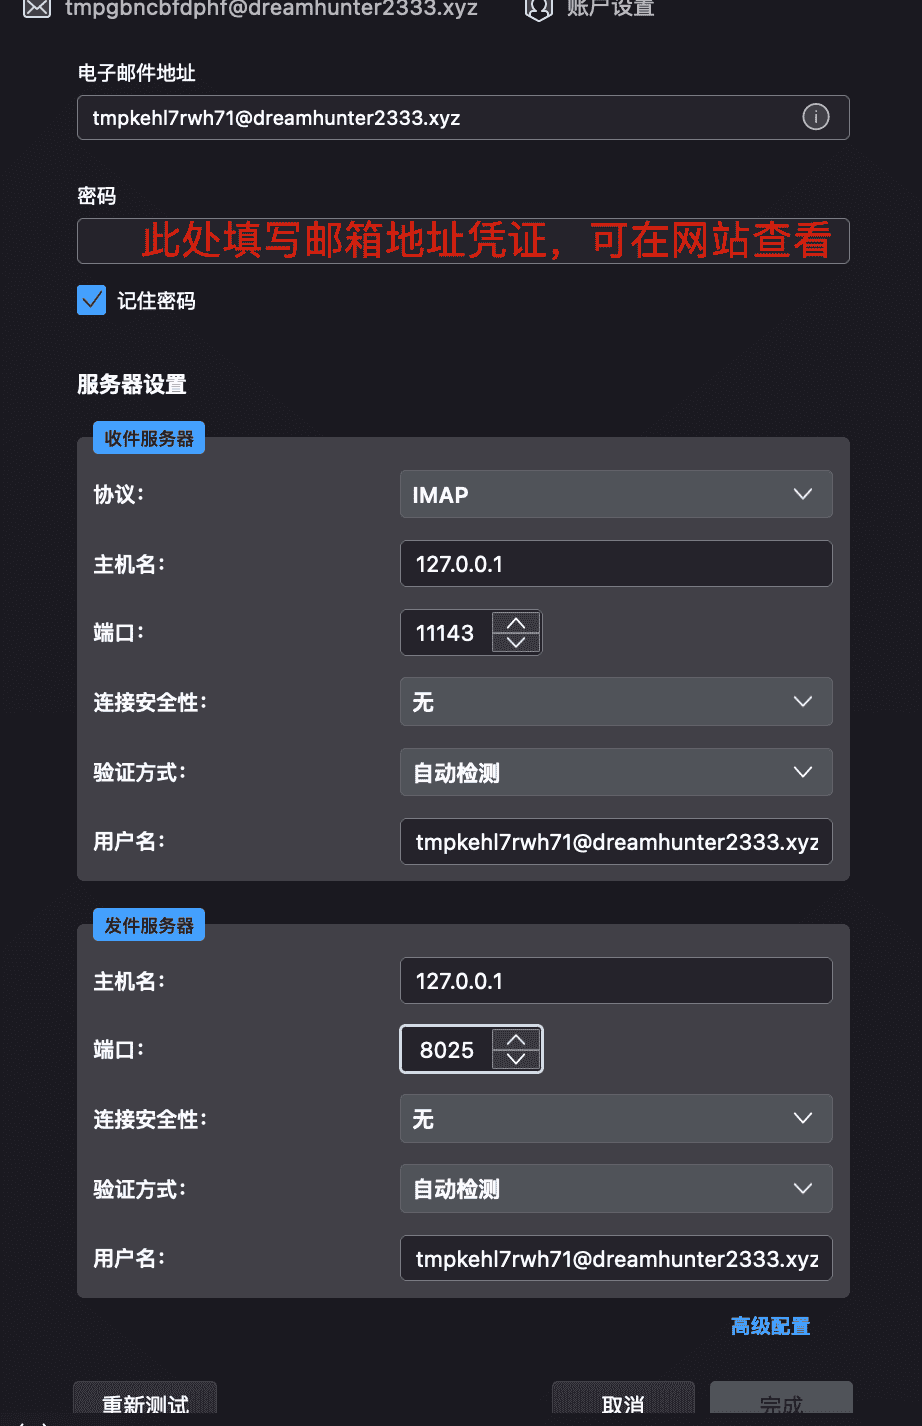 tmpgbncbfdphf@dreamhunter2333.xyz 账户设置
电子邮件地址
tmpkehl7rwh71@dreamhunter2333.xyz
密码
此处填写邮箱地址凭证，可在网站查看
记住密码
服务器设置
收件服务器
协议： IMAP
主机名： 127.0.0.1
端口： 11143
连接安全性： 无
验证方式： 自动检测
用户名： tmpkehl7rwh71@dreamhunter2333.xyz
发件服务器
主机名： 127.0.0.1
端口： 8025
连接安全性： 无
验证方式： 自动检测
用户名： tmpkehl7rwh71@dreamhunter2333.xyz
高级配置
重新测试 取消 完成